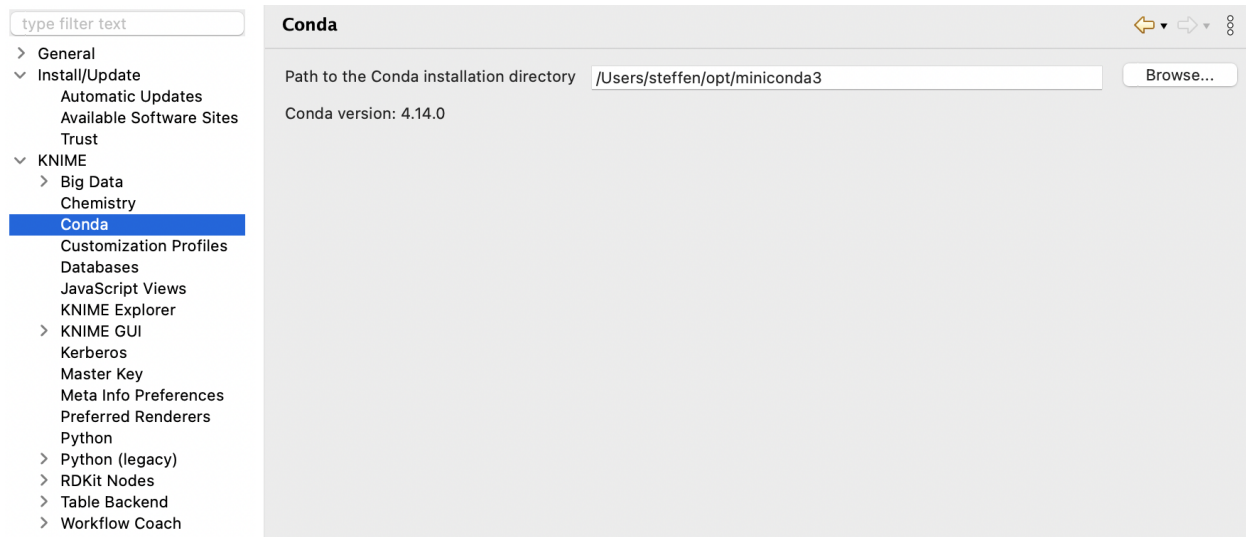 type filter text
General
Install/Update
Automatic Updates
Available Software Sites
Trust
KNIME
Big Data
Chemistry
Conda
Customization Profiles
Databases
JavaScript Views
KNIME Explorer
KNIME GUI
Kerberos
Master Key
Meta Info Preferences
Preferred Renderers
Python
Python (legacy)
RDKit Nodes
Table Backend
Workflow Coach
Conda
Path to the Conda installation directory /Users/steffen/opt/miniconda3 Browse...
Conda version: 4.14.0